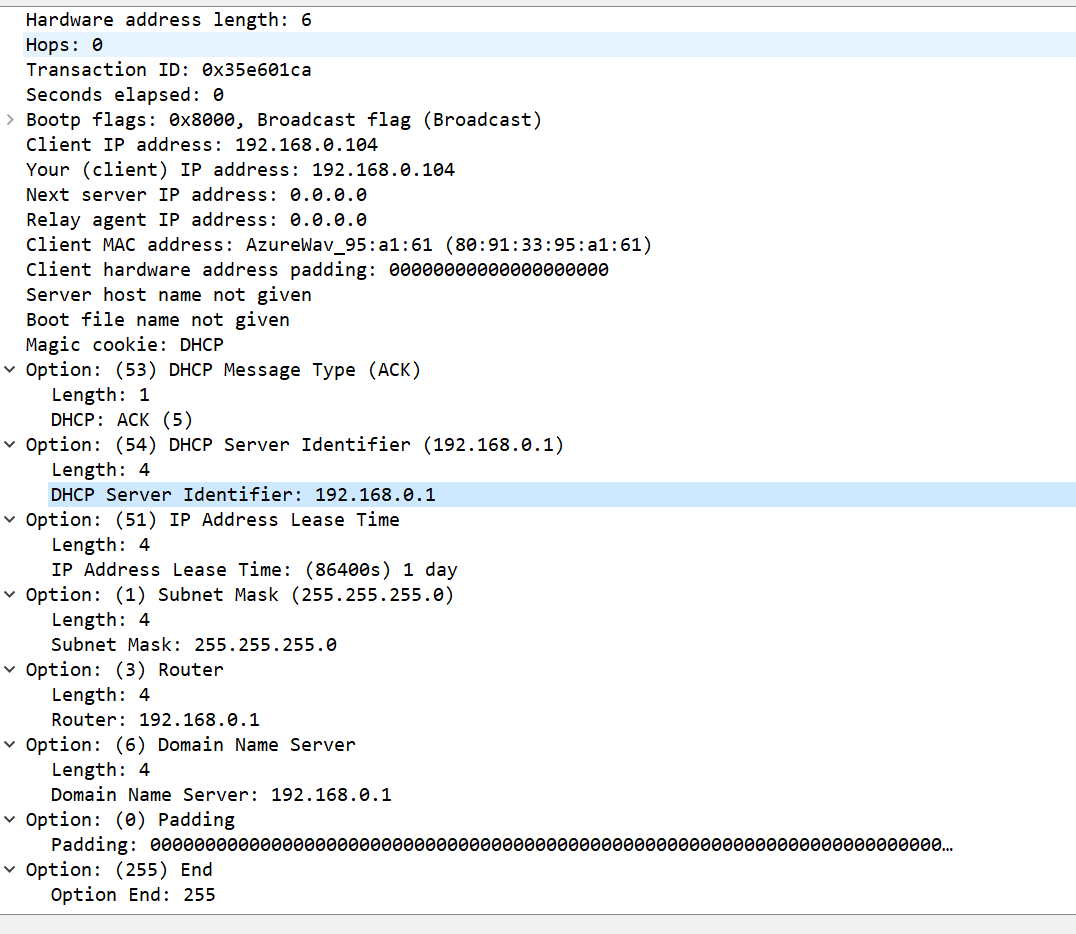 Hardware address length: 6
Hops: 0
Transaction ID: 0x35e601ca
Seconds elapsed: 0
Bootp flags: 0x8000, Broadcast flag (Broadcast)
Client IP address: 192.168.0.104
Your (client) IP address: 192.168.0.104
Next server IP address: 0.0.0.0
Relay agent IP address: 0.0.0.0
Client MAC address: AzureWav_95:a1:61 (80:91:33:95:a1:61)
Client hardware address padding: 00000000000000000000
Server host name not given
Boot file name not given
Magic cookie: DHCP
Option: (53) DHCP Message Type (ACK)
Length: 1
DHCP: ACK (5)
Option: (54) DHCP Server Identifier (192.168.0.1)
Length: 4
DHCP Server Identifier: 192.168.0.1
Option: (51) IP Address Lease Time
Length: 4
IP Address Lease Time: (86400s) 1 day
Option: (1) Subnet Mask (255.255.255.0)
Length: 4
Subnet Mask: 255.255.255.0
Option: (3) Router
Length: 4
Router: 192.168.0.1
Option: (6) Domain Name Server
Length: 4
Domain Name Server: 192.168.0.1
Option: (0) Padding
Padding: 000000000000000000000000000000000000000000000000000000000000000000000000…
Option: (255) End
Option End: 255